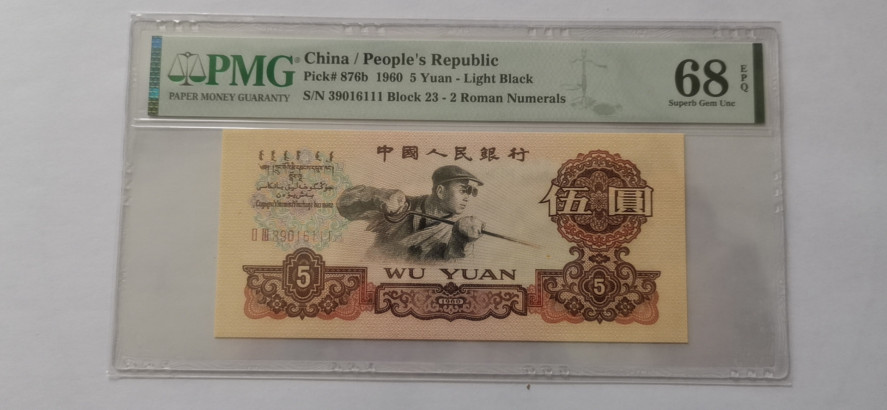 PMG
PAPER MONEY GUARANTY
China / People's Republic
Pick# 876b 1960 5 Yuan - Light Black
S/N 39016111 Block 23 - 2 Roman Numerals
68 EPQ
Superb Gem Unc
中國人民銀行
伍圓
39016111
5
WU YUAN
1960
5